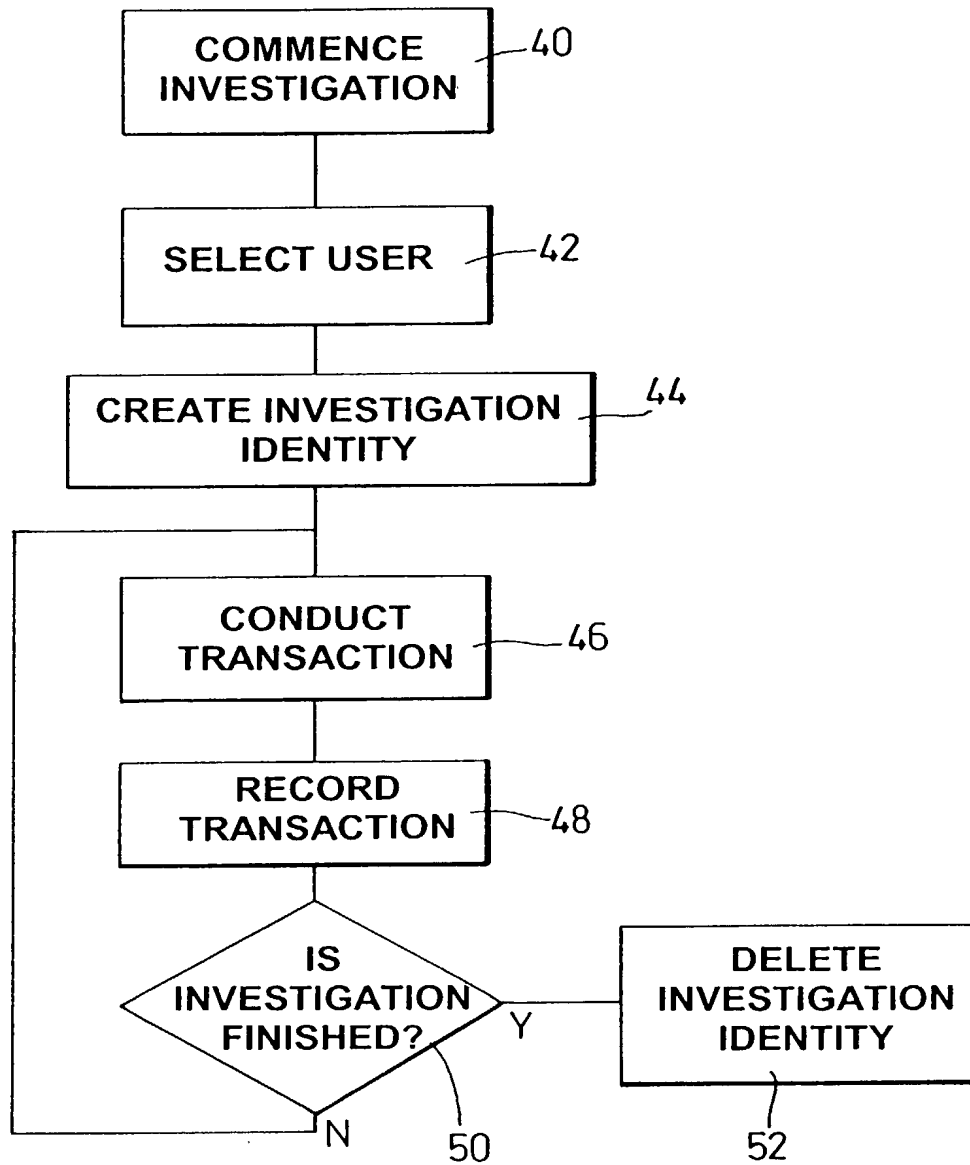 COMMENCE
INVESTIGATION
40
SELECT USER
42
CREATE INVESTIGATION
IDENTITY
44
CONDUCT
TRANSACTION
46
RECORD
TRANSACTION
48
IS
INVESTIGATION
FINISHED?
Y
N
50
DELETE
INVESTIGATION
IDENTITY
52